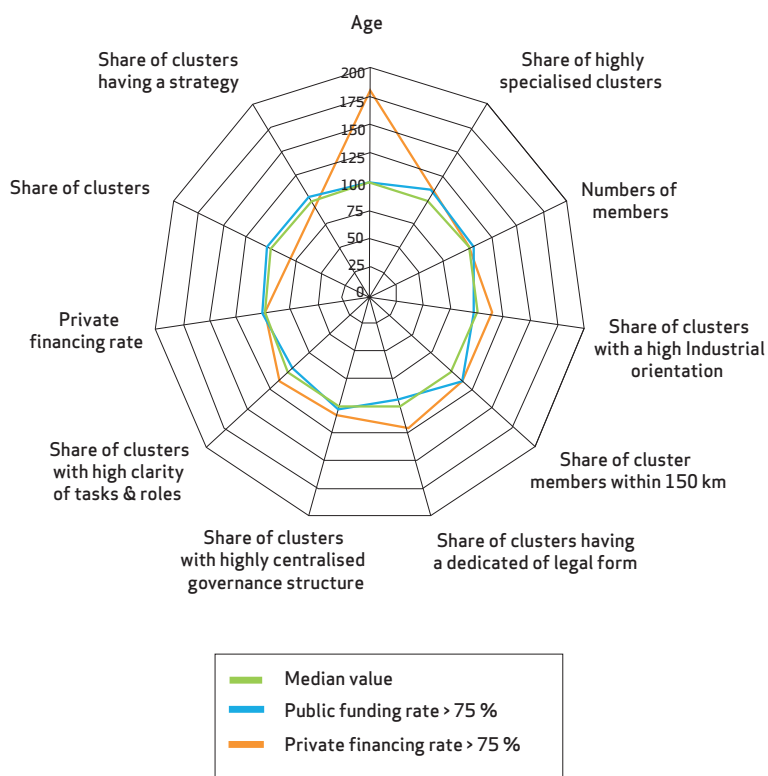 Age
Share of clusters
having a strategy
Share of highly
specialised clusters
200
175
150
125
100
75
50
25
0
Share of clusters
Numbers of
members
Private
financing rate
Share of clusters
with a high Industrial
orientation
Share of clusters
with high clarity
of tasks & roles
Share of cluster
members within 150 km
Share of clusters
with highly centralised
governance structure
Share of clusters having
a dedicated of legal form
Median value
Public funding rate > 75 %
Private financing rate > 75 %